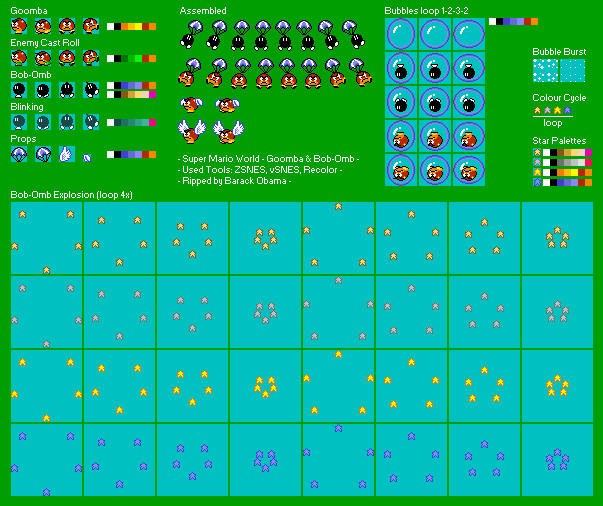 Goomba
Enemy Cast Roll
Bob-Omb
Blinking
Props
Assembled
- Super Mario World - Goomba & Bob-Omb -
- Used Tools: ZSNES, vSNES, Recolor -
- Ripped by Barack Obama -
Bubbles loop 1-2-3-2
Bubble Burst
Colour Cycle
loop
Star Palettes
Bob-Omb Explosion (loop 4x)